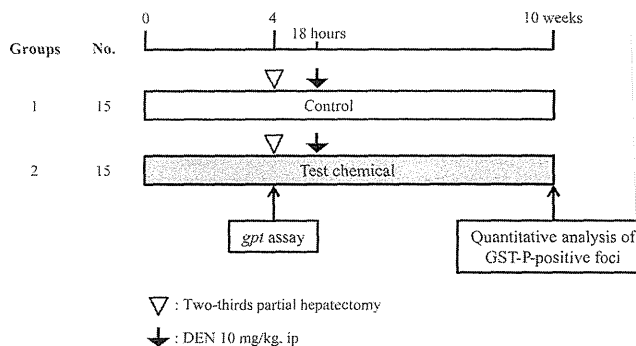 0 4 10 weeks
18 hours
Groups No.
1 15 Control
2 15 Test chemical
gpt assay
Quantitative analysis of
GST-P-positive foci
: Two-thirds partial hepatectomy
: DEN 10 mg/kg, ip